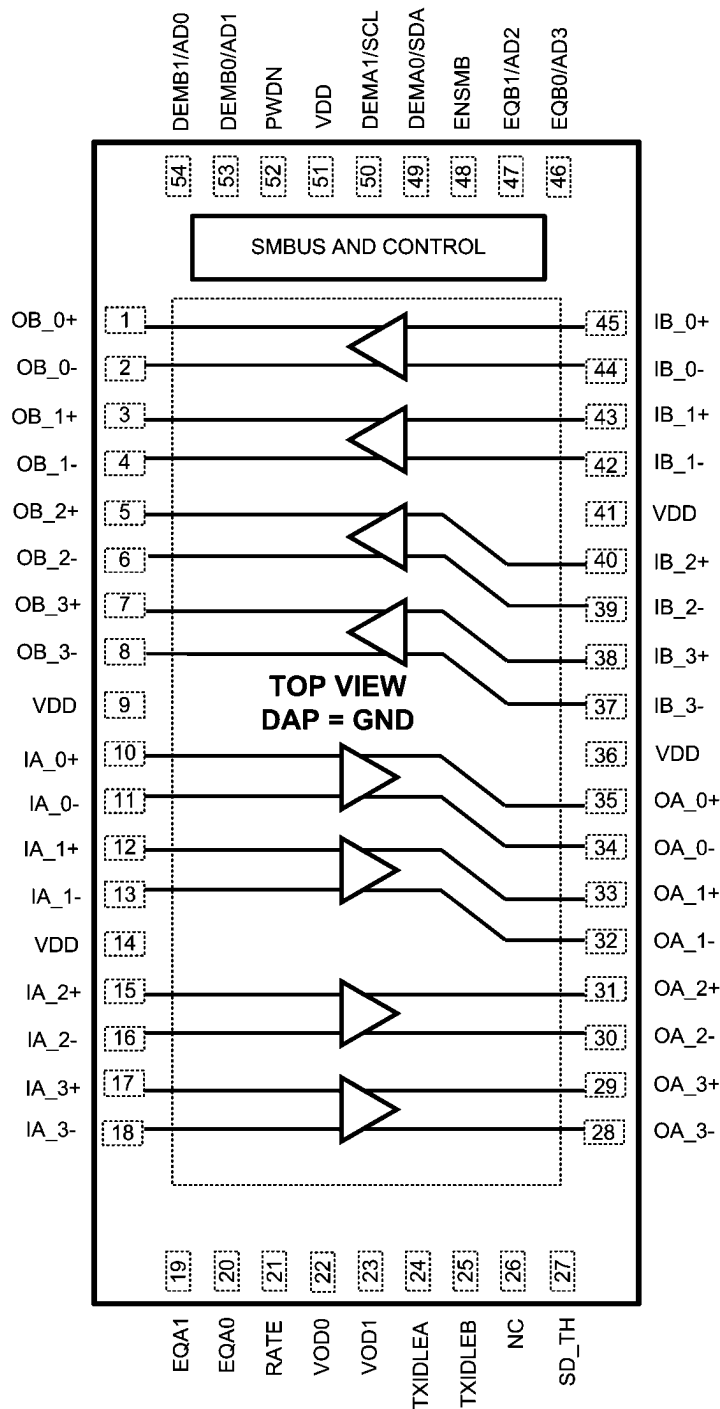 DEMB1/AD0
DEMB0/AD1
PWDN
VDD
DEMA1/SCL
DEMA0/SDA
ENSMB
EQB1/AD2
EQB0/AD3
54
53
52
51
50
49
48
47
46
SMBUS AND CONTROL
OB_0+ 1 45 IB_0+
OB_0- 2 44 IB_0-
OB_1+ 3 43 IB_1+
OB_1- 4 42 IB_1-
OB_2+ 5 41 VDD
OB_2- 6 40 IB_2+
OB_3+ 7 39 IB_2-
OB_3- 8 38 IB_3+
TOP VIEW
VDD 9 37 IB_3-
DAP = GND
IA_0+ 10 36 VDD
IA_0- 11 35 OA_0+
IA_1+ 12 34 OA_0-
IA_1- 13 33 OA_1+
VDD 14 32 OA_1-
IA_2+ 15 31 OA_2+
IA_2- 16 30 OA_2-
IA_3+ 17 29 OA_3+
IA_3- 18 28 OA_3-
19
20
21
22
23
24
25
26
27
EQA1
EQA0
RATE
VOD0
VOD1
TXIDLEA
TXIDLEB
NC
SD_TH